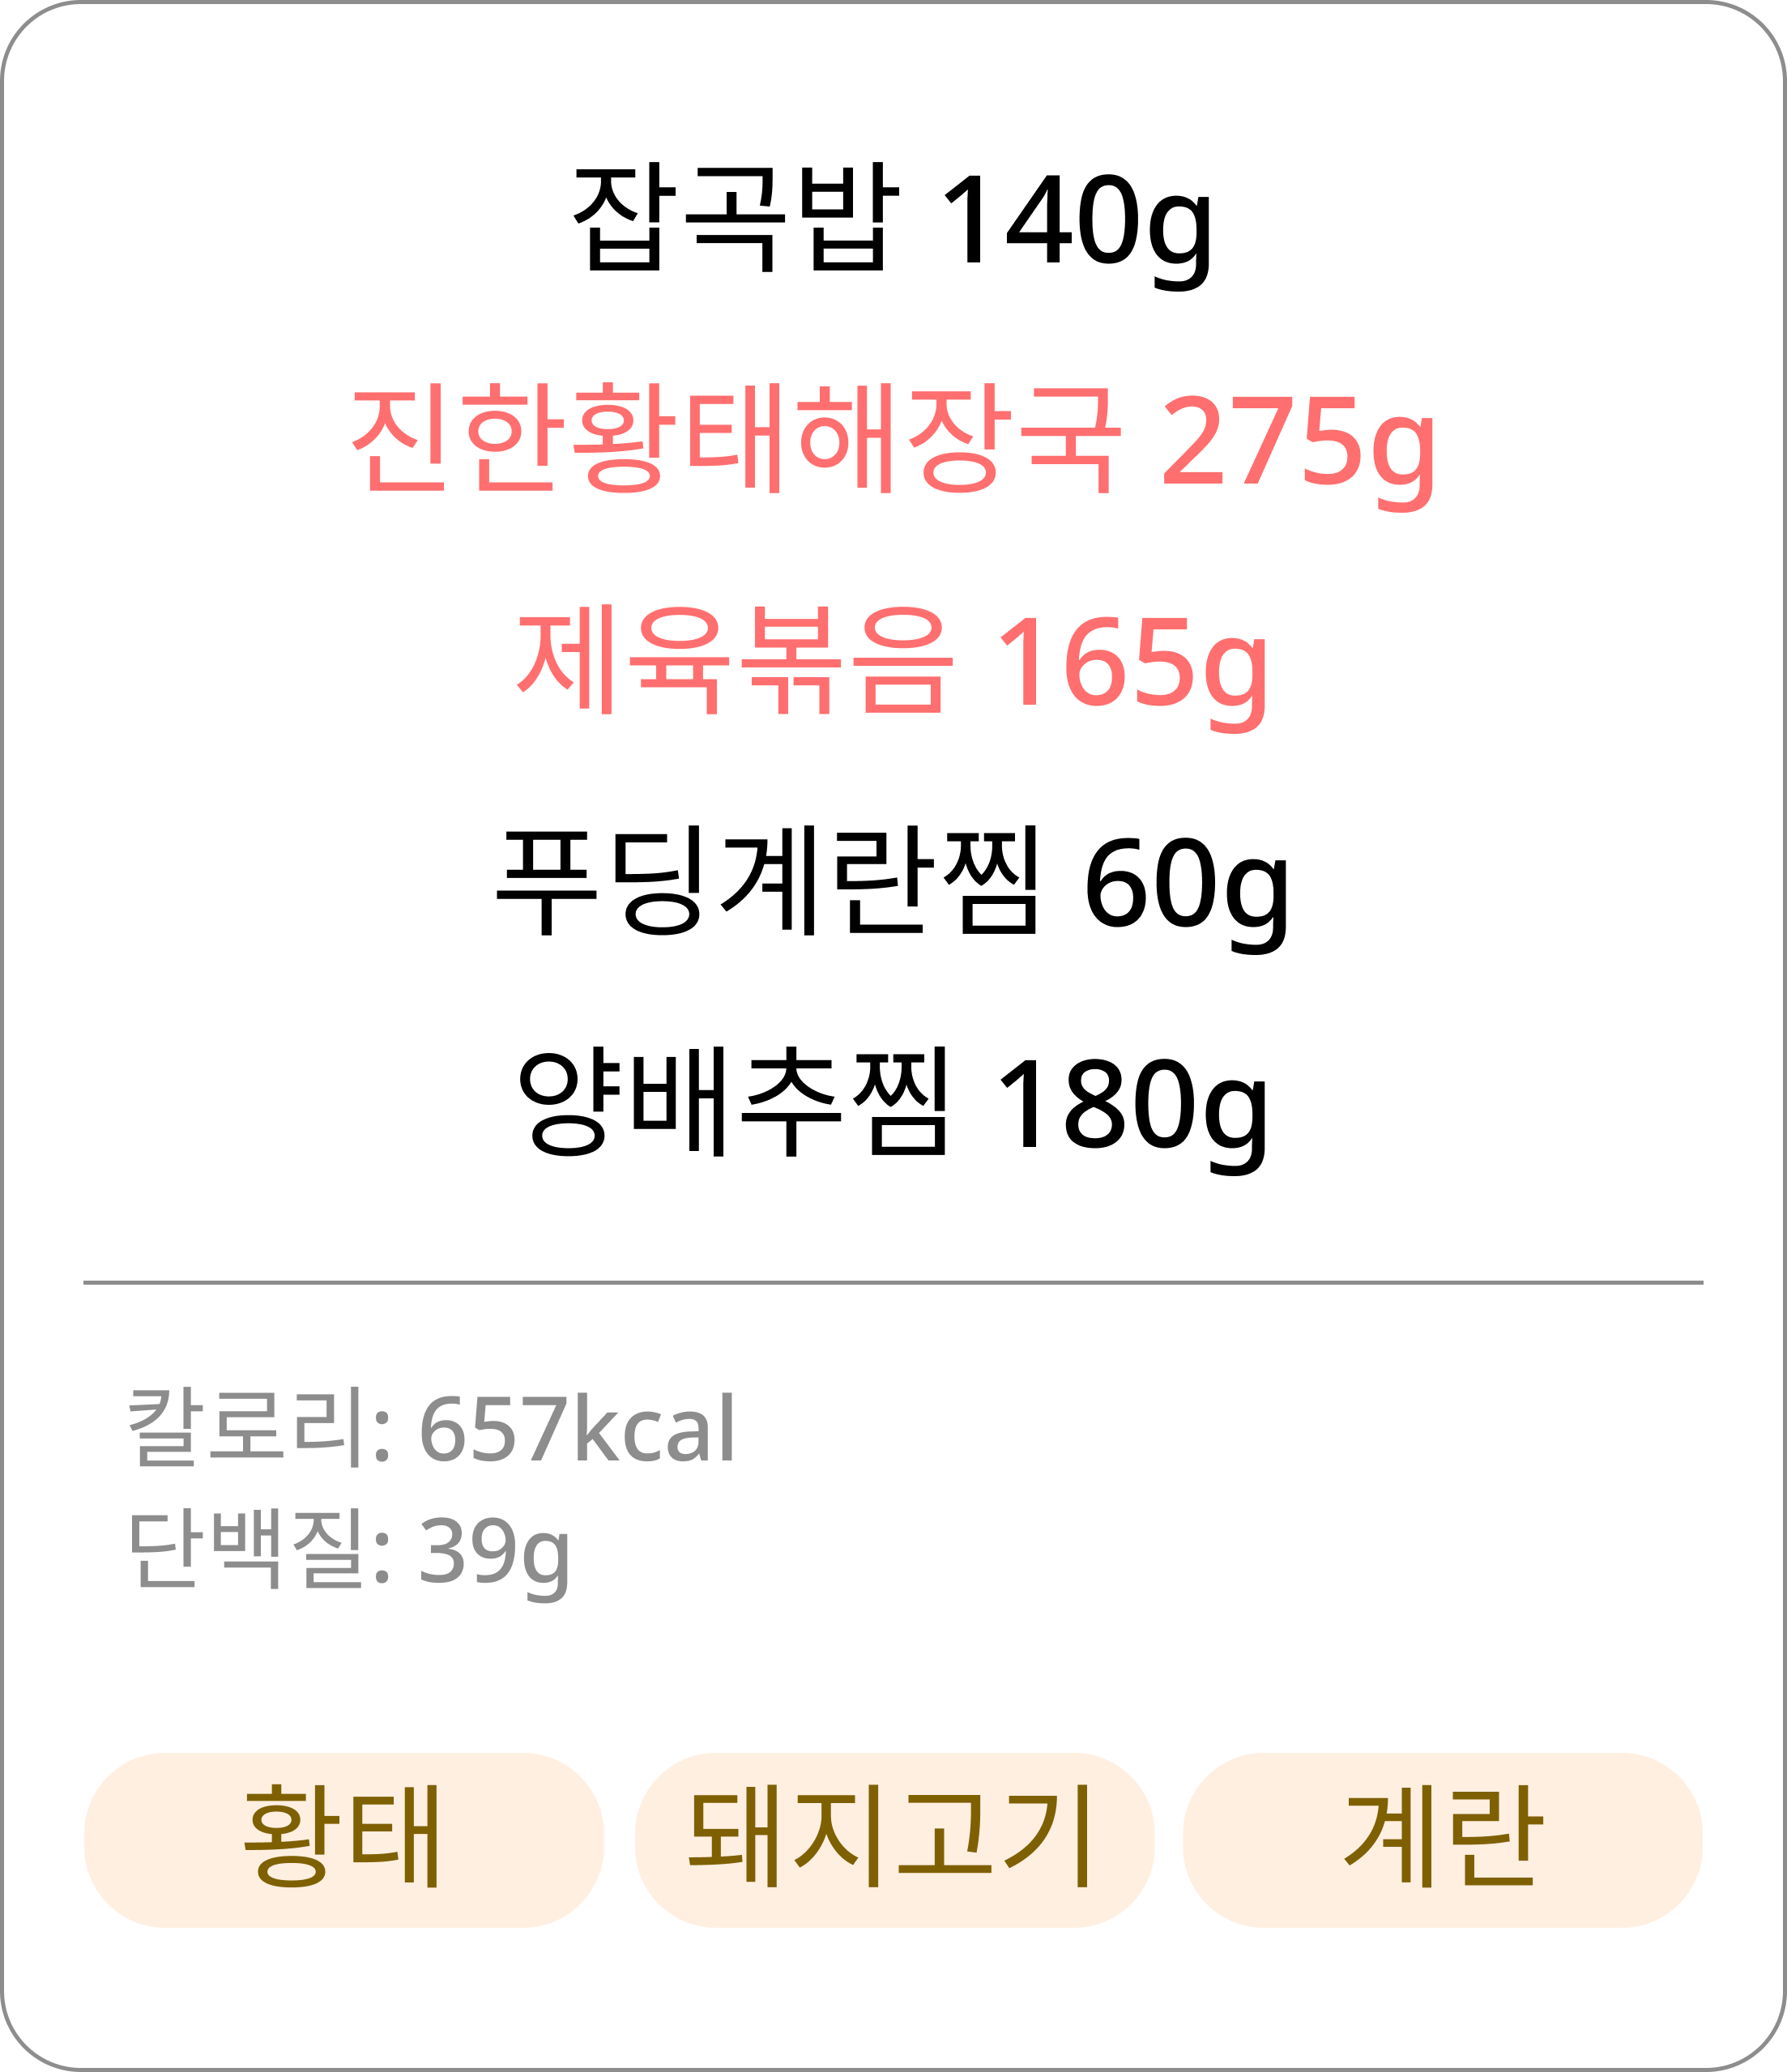 잡곡밥 140g
진한황태해장국 275g
제육볶음 165g
푸딩계란찜 60g
양배추찜 180g
칼로리: 657kcal
단백질: 39g
황태 돼지고기 계란